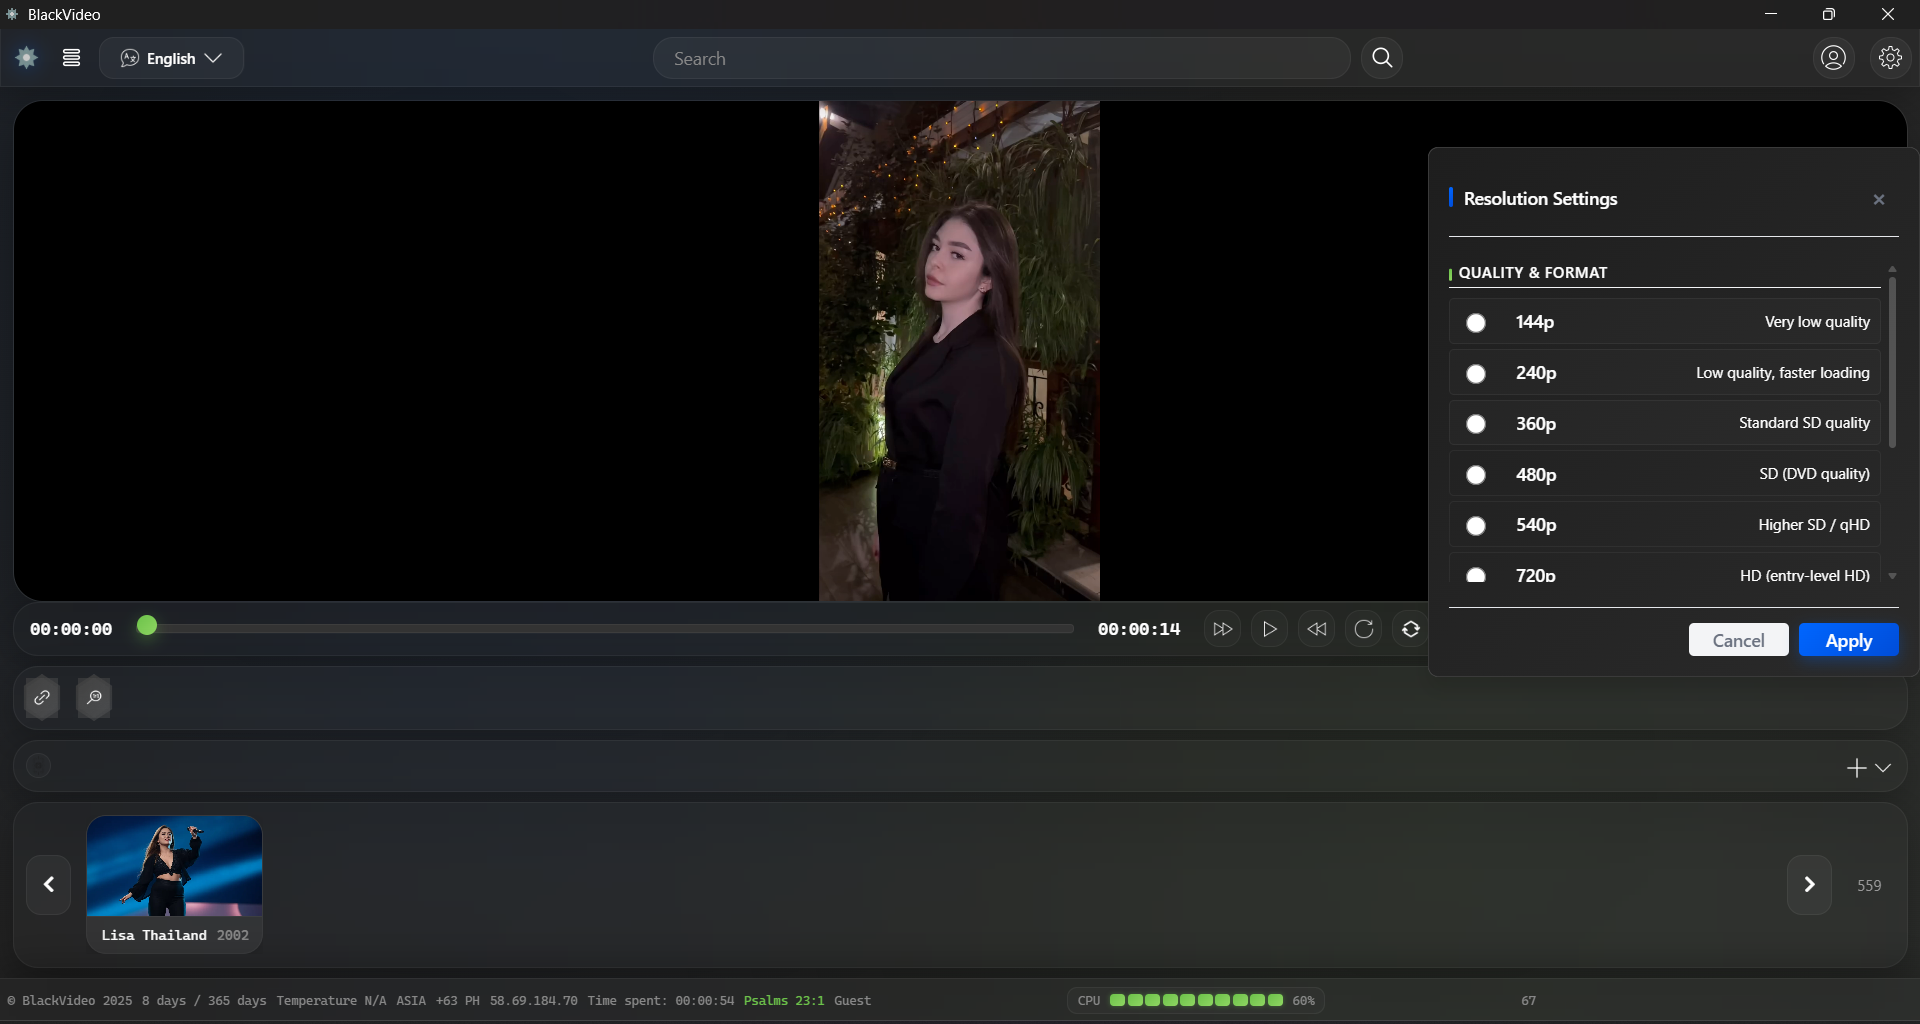 BlackVideo
English
Search
Resolution Settings
QUALITY & FORMAT
144p Very low quality
240p Low quality, faster loading
360p Standard SD quality
480p SD (DVD quality)
540p Higher SD / qHD
720p HD (entry-level HD)
00:00:00 00:00:14
Cancel Apply
559
Lisa Thailand 2002
© BlackVideo 2025 8 days / 365 days Temperature N/A ASIA +63 PH 58.69.184.70 Time spent: 00:00:54 Psalms 23:1 Guest CPU 60% 67